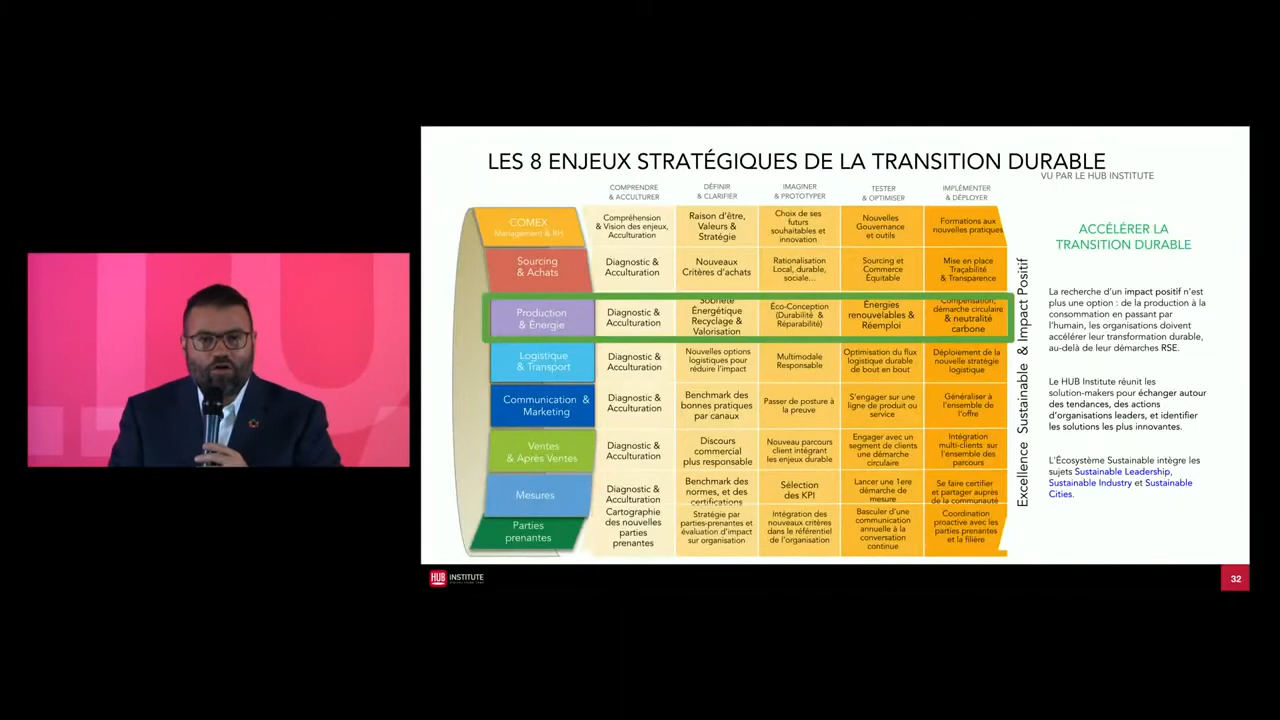 LES 8 ENJEUX STRATÉGIQUES DE LA TRANSITION DURABLE
VU PAR LE HUB INSTITUTE
COMPRENDRE
& ACCULTURER
DÉFINIR
& CLARIFIER
IMAGINER
& PROTOTYPER
TESTER
& OPTIMISER
IMPLÉMENTER
& DÉPLOYER
COMEX
Management & RH
Compréhension
& Vision des enjeux,
Acculturation
Raison d'être,
Valeurs &
Stratégie
Choix de ses
futurs
souhaitables et
innovation
Nouvelles
Gouvernance
et outils
Formations aux
nouvelles pratiques
Sourcing
& Achats
Diagnostic &
Acculturation
Nouveaux
Critères d'achats
Rationalisation
Local, durable,
sociale...
Sourcing et
Commerce
Équitable
Mise en place
Traçabilité
& Transparence
Production
& Énergie
Diagnostic &
Acculturation
Sobriété
Énergétique
Recyclage &
Valorisation
Éco-Conception
(Durabilité &
Réparabilité)
Énergies
renouvelables &
Réemploi
Compensation,
démarche circulaire
& neutralité
carbone
Logistique
& Transport
Diagnostic &
Acculturation
Nouvelles options
logistiques pour
réduire l'impact
Multimodale
Responsable
Optimisation du flux
logistique durable
de bout en bout
Déploiement de la
nouvelle stratégie
logistique
Communication &
Marketing
Diagnostic &
Acculturation
Benchmark des
bonnes pratiques
par canaux
Passer de posture à
la preuve
S'engager sur une
ligne de produit ou
service
Généraliser à
l'ensemble de
l'offre
Ventes
& Après Ventes
Diagnostic &
Acculturation
Discours
commercial
plus responsable
Nouveau parcours
client intégrant
les enjeux durable
Engager avec un
segment de clients
une démarche
circulaire
Intégration
multi-clients sur
l'ensemble des
parcours
Mesures
Diagnostic &
Acculturation
Benchmark des
normes, et des
certifications
Sélection
des KPI
Lancer une 1ere
démarche de
mesure
Se faire certifier
et partager auprès
de la communauté
Parties
prenantes
Cartographie
des nouvelles
parties
prenantes
Stratégie par
parties-prenantes et
évaluation d'impact
sur organisation
Intégration des
nouveaux critères
dans le référentiel
de l'organisation
Basculer d'une
communication
annuelle à la
conversation
continue
Coordination
proactive avec les
parties prenantes
et la filière
Excellence Sustainable & Impact Positif
ACCÉLÉRER LA
TRANSITION DURABLE
La recherche d'un impact positif n'est
plus une option : de la production à la
consommation en passant par
l'humain, les organisations doivent
accélérer leur transformation durable,
au-delà de leur démarches RSE.
Le HUB Institute réunit les
solution-makers pour échanger autour
des tendances, des actions
d'organisations leaders, et identifier
les solutions les plus innovantes.
L'Écosystème Sustainable intègre les
sujets Sustainable Leadership,
Sustainable Industry et Sustainable
Cities.
HUB INSTITUTE
32